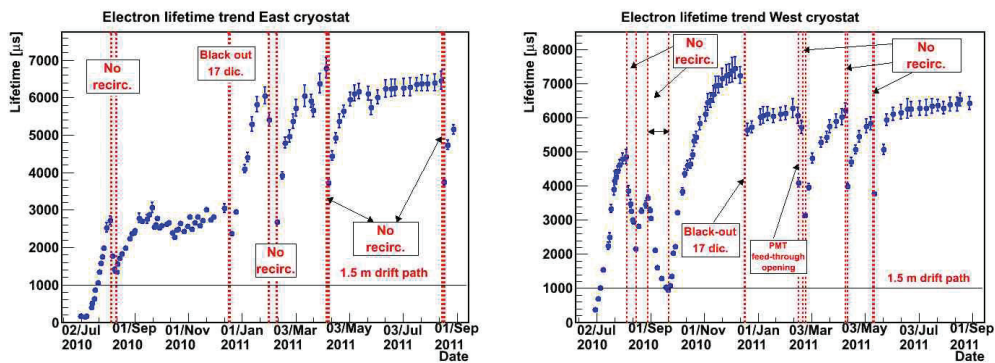 Electron lifetime trend East cryostat
Lifetime [μs]
7000
6000
5000
4000
3000
2000
1000
0
No
recirc.
Black out
17 dic.
No
recirc.
No
recirc.
1.5 m drift path
02/Jul
2010
01/Sep
2010
01/Nov
2010
01/Jan
2011
03/Mar
2011
03/May
2011
03/Jul
2011
01/Sep
2011
Date
Electron lifetime trend West cryostat
Lifetime [μs]
8000
7000
6000
5000
4000
3000
2000
1000
0
No
recirc.
No
recirc.
Black-out
17 dic.
PMT
feed-through
opening
1.5 m drift path
02/Jul
2010
01/Sep
2010
01/Nov
2010
01/Jan
2011
03/Mar
2011
03/May
2011
03/Jul
2011
01/Sep
2011
Date